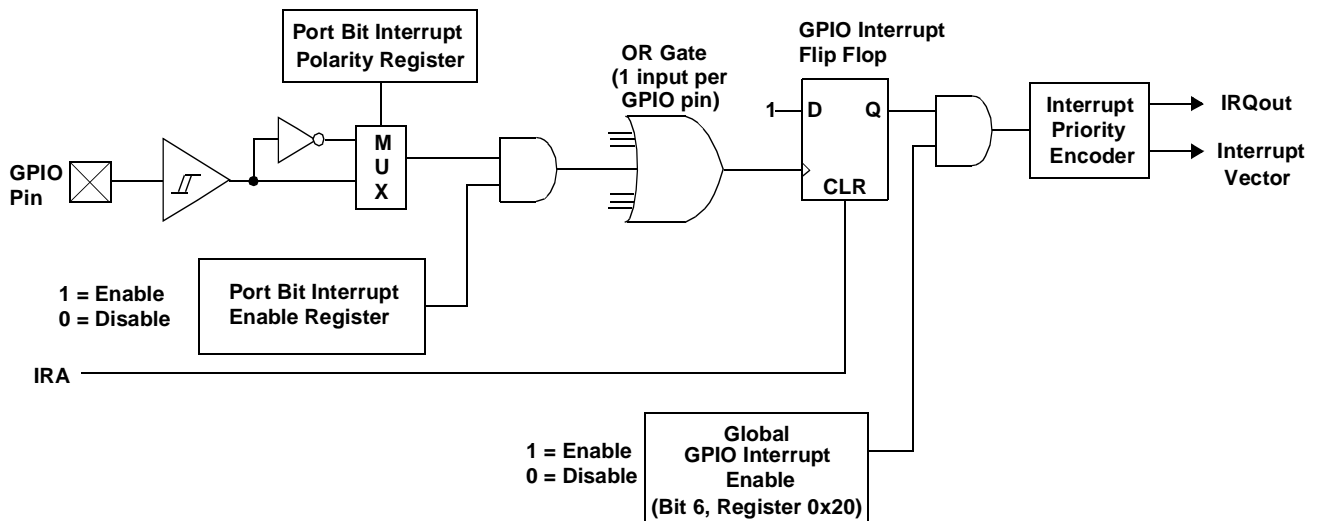 Port Bit Interrupt
Polarity Register
OR Gate
(1 input per
GPIO pin)
GPIO Interrupt
Flip Flop
GPIO
Pin
M
U
X
1
D
Q
CLR
Interrupt
Priority
Encoder
IRQout
Interrupt
Vector
1 = Enable
0 = Disable
Port Bit Interrupt
Enable Register
IRA
1 = Enable
0 = Disable
Global
GPIO Interrupt
Enable
(Bit 6, Register 0x20)